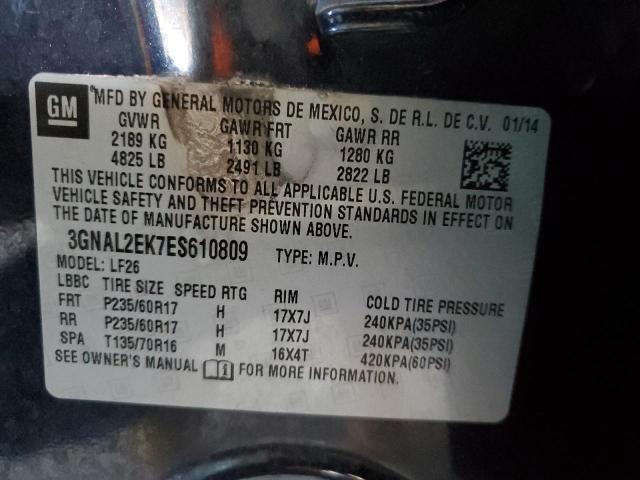 GM
MFD BY GENERAL MOTORS DE MEXICO, S. DE R.L. DE C.V. 01/14
GVWR GAWR FRT GAWR RR
2189 KG 1130 KG 1280 KG
4825 LB 2491 LB 2822 LB
THIS VEHICLE CONFORMS TO ALL APPLICABLE U.S. FEDERAL MOTOR
VEHICLE SAFETY AND THEFT PREVENTION STANDARDS IN EFFECT ON
THE DATE OF MANUFACTURE SHOWN ABOVE.
3GNAL2EK7ES610809 TYPE: M.P.V.
MODEL: LF26
LBBC TIRE SIZE SPEED RTG RIM COLD TIRE PRESSURE
FRT P235/60R17 H 17X7J 240KPA(35PSI)
RR P235/60R17 H 17X7J 240KPA(35PSI)
SPA T135/70R16 M 16X4T 420KPA(60PSI)
SEE OWNER'S MANUAL FOR MORE INFORMATION.